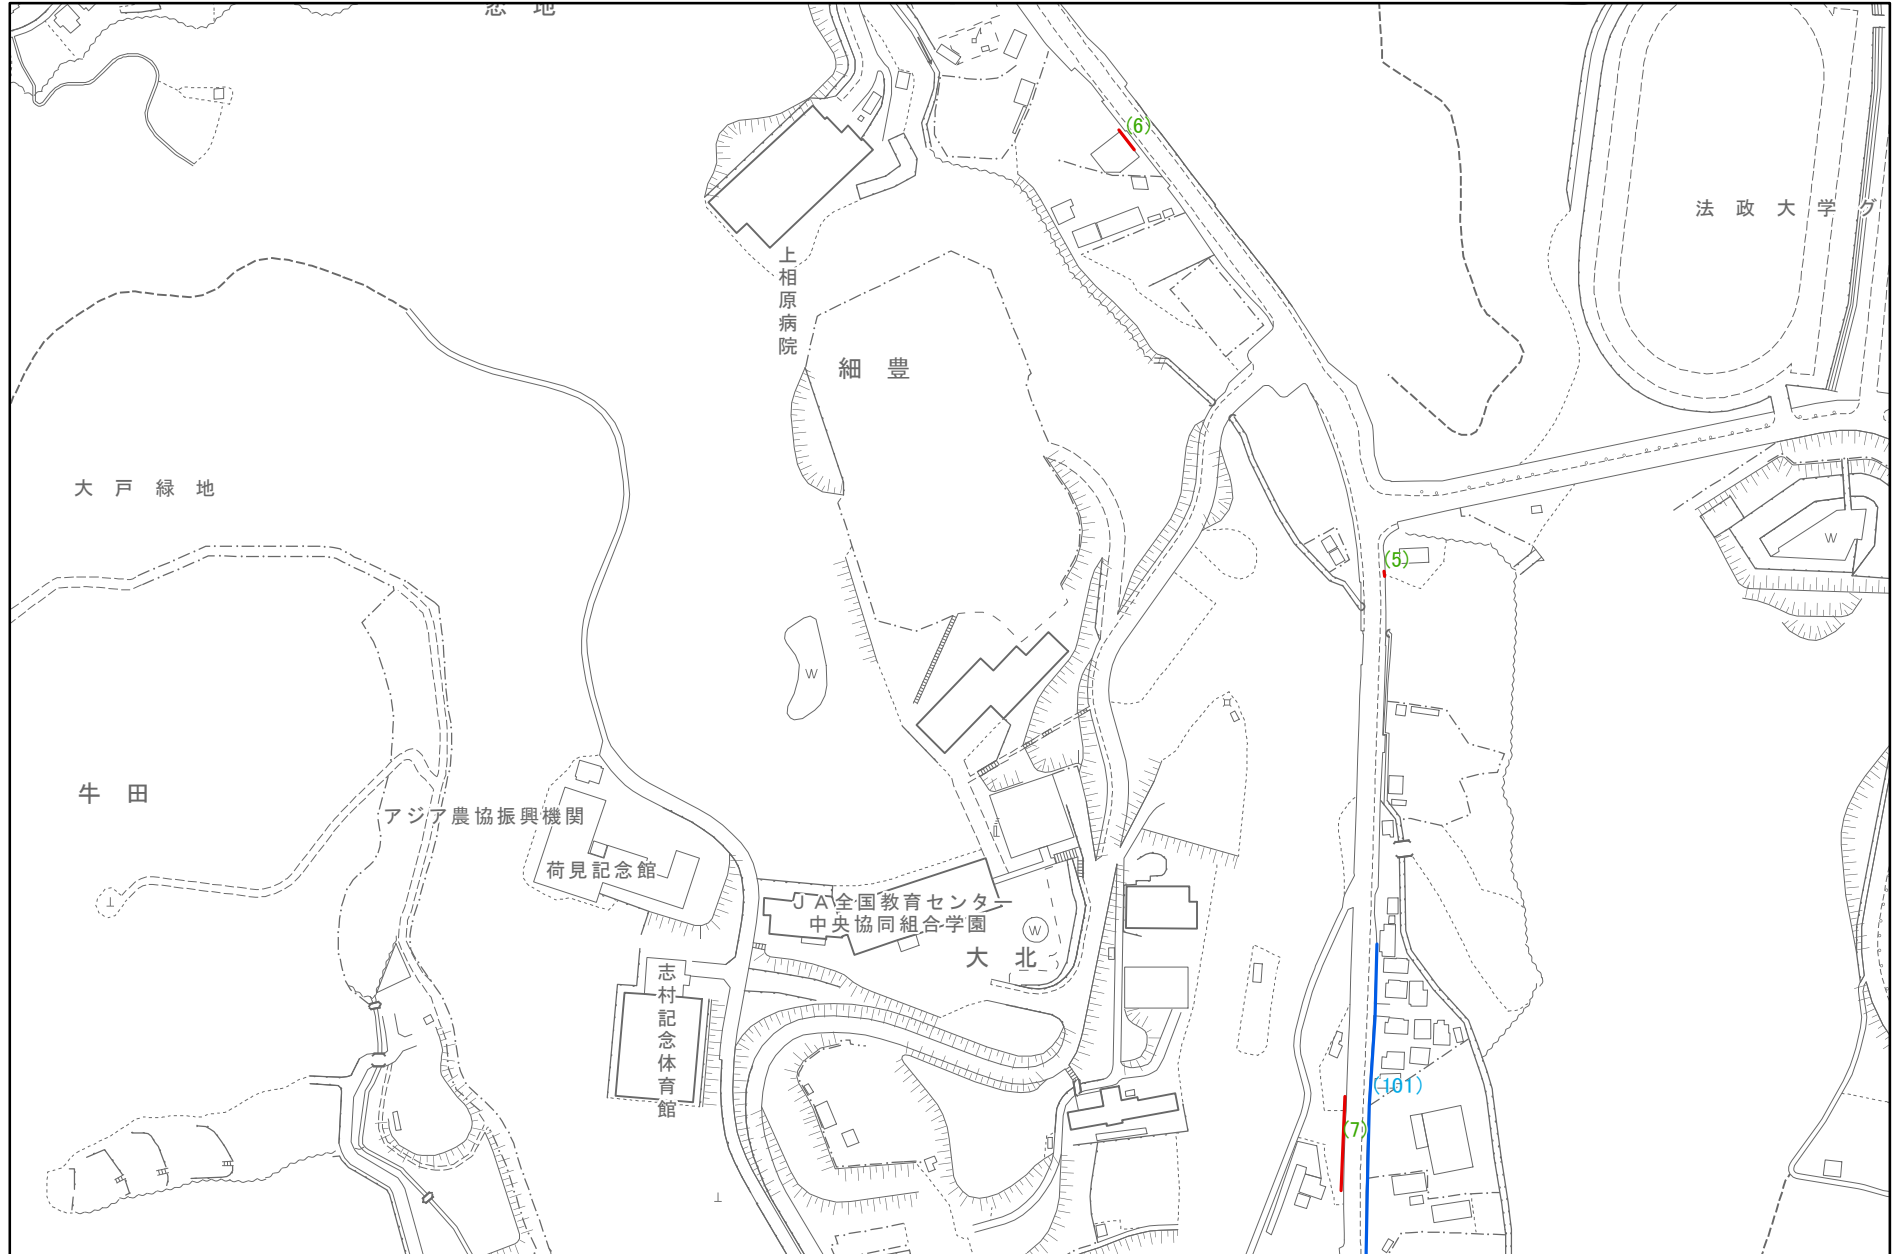 (6)
法政大学グ
上相原病院
細豊
大戸緑地
W
(5)
W
牛田
アジア農協振興機関
荷見記念館
JA全国教育センター
中央協同組合学園
W
大北
志村記念体育館
(101)
(7)